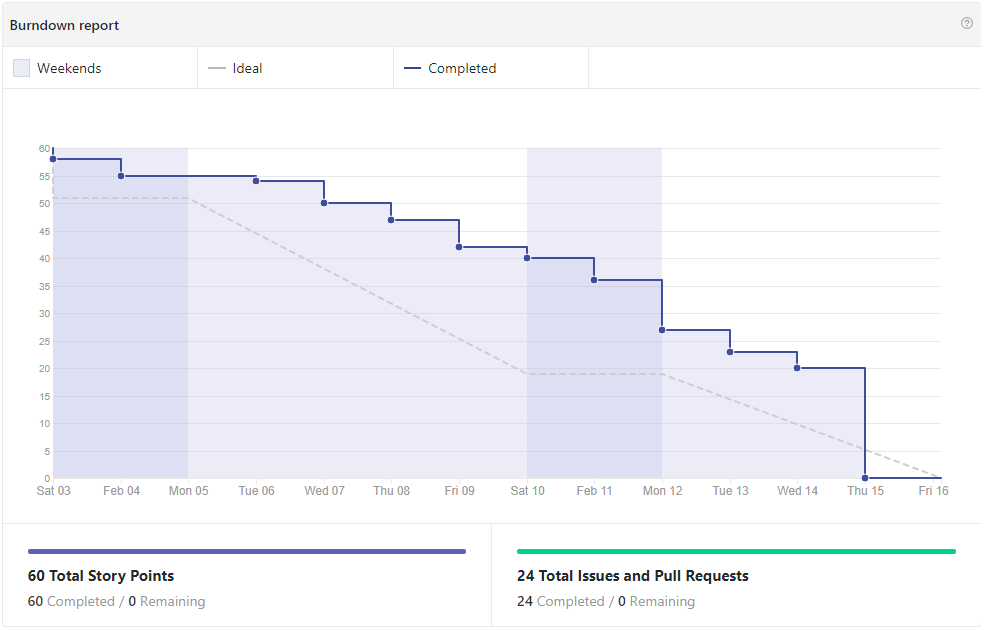 Burndown report
Weekends
Ideal
Completed
60
55
50
45
40
35
30
25
20
15
10
5
0
Sat 03 Feb 04 Mon 05 Tue 06 Wed 07 Thu 08 Fri 09 Sat 10 Feb 11 Mon 12 Tue 13 Wed 14 Thu 15 Fri 16
60 Total Story Points
60 Completed / 0 Remaining
24 Total Issues and Pull Requests
24 Completed / 0 Remaining